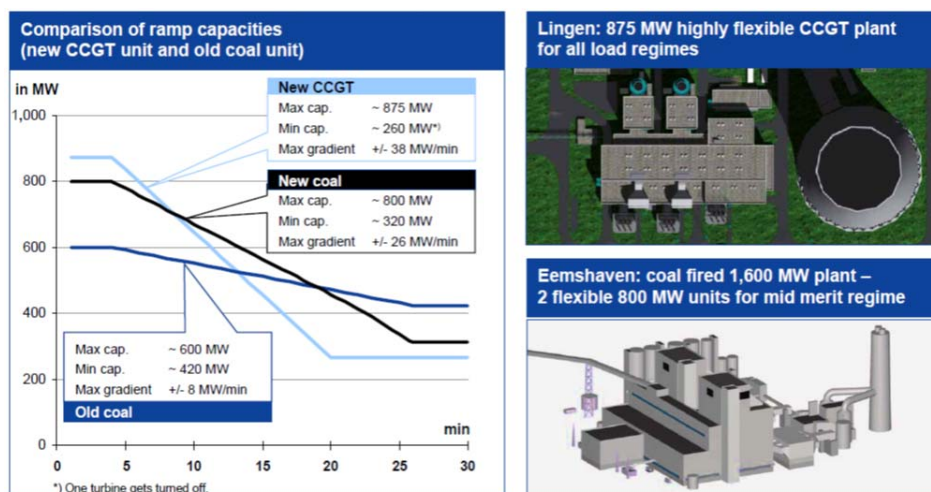 Comparison of ramp capacities
(new CCGT unit and old coal unit)
in MW
1,000
800
600
400
200
0
New CCGT
Max cap. ~ 875 MW
Min cap. ~ 260 MW*)
Max gradient +/- 38 MW/min
New coal
Max cap. ~ 800 MW
Min cap. ~ 320 MW
Max gradient +/- 26 MW/min
Max cap. ~ 600 MW
Min cap. ~ 420 MW
Max gradient +/- 8 MW/min
Old coal
min
0 5 10 15 20 25 30
*) One turbine gets turned off.
Lingen: 875 MW highly flexible CCGT plant
for all load regimes
Eemshaven: coal fired 1,600 MW plant –
2 flexible 800 MW units for mid merit regime